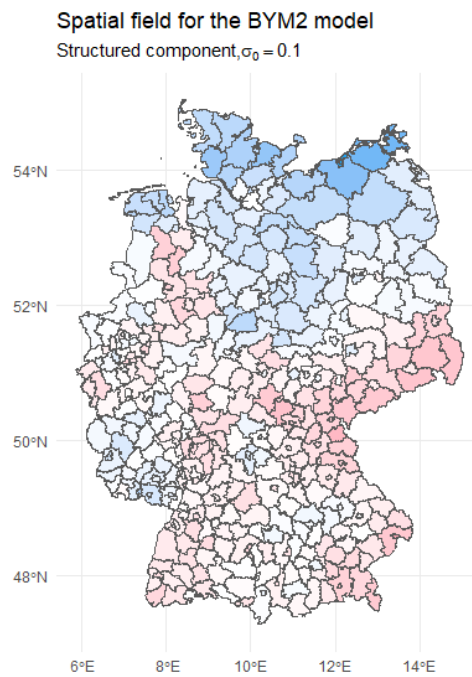 Spatial field for the BYM2 model
Structured component,σ₀ = 0.1
54°N
52°N
50°N
48°N
6°E 8°E 10°E 12°E 14°E